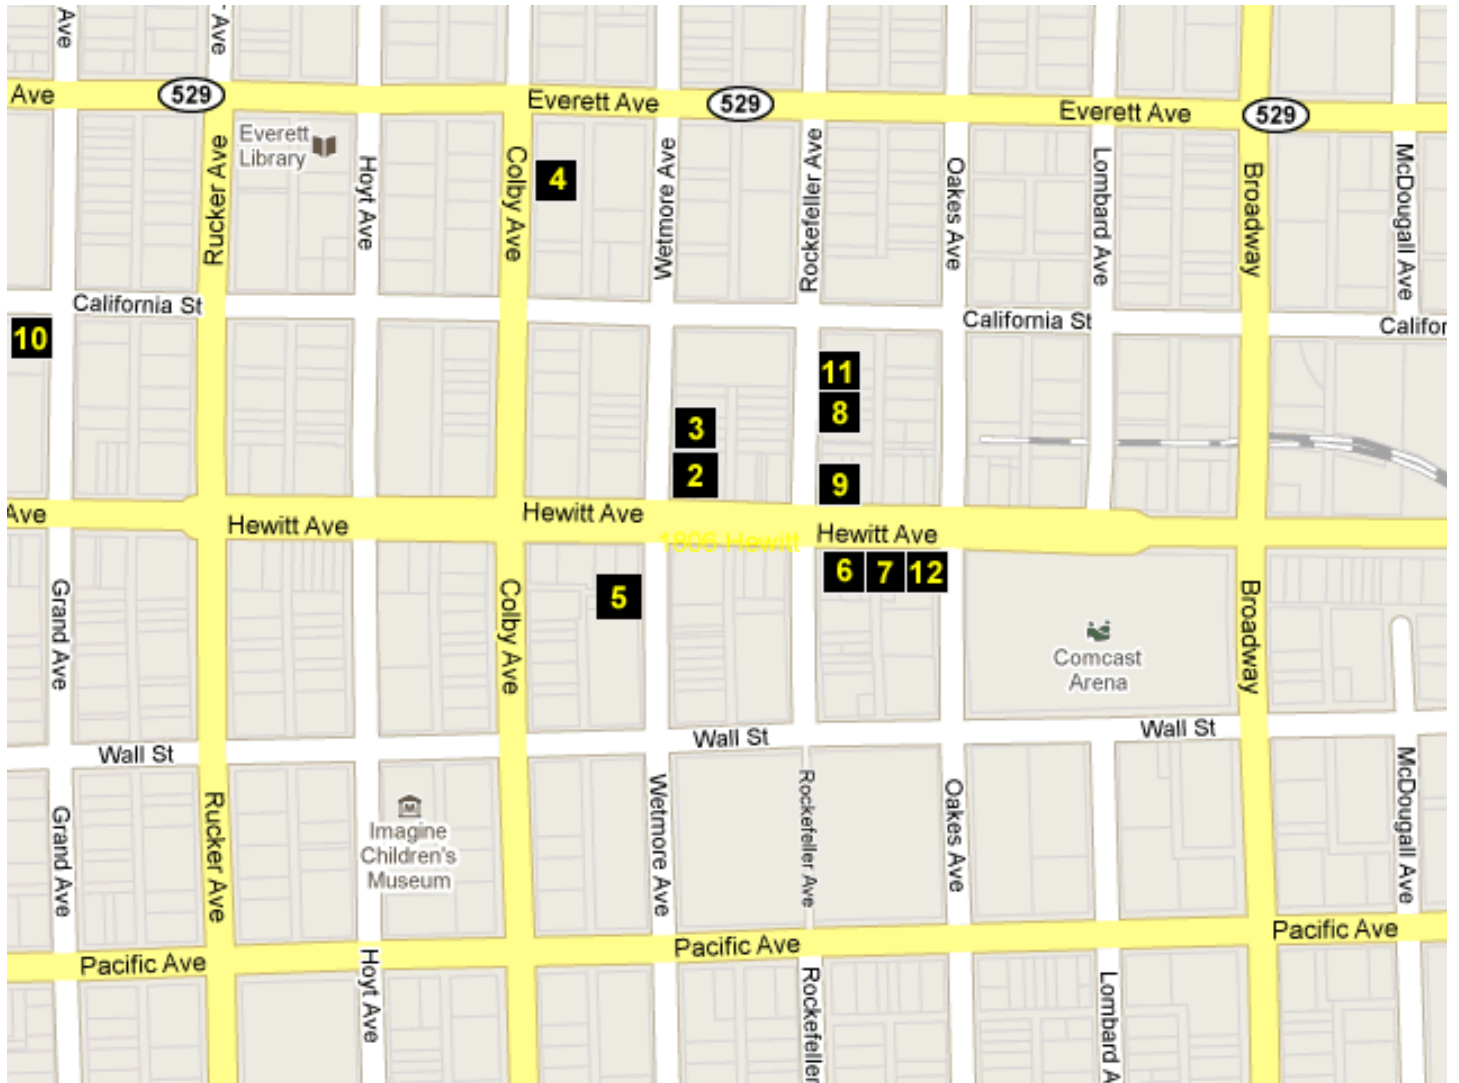 Ave
Ave
Ave
529
Everett Ave
529
Everett Ave
529
Everett
Library
Rucker Ave
Hoyt Ave
Colby Ave
4
Wetmore Ave
Rockefeller Ave
Oakes Ave
Lombard Ave
Broadway
McDougall Ave
California St
California St
Califor
10
11
3
8
2
9
Ave
Hewitt Ave
Hewitt Ave
1806 Hewitt
Hewitt Ave
5
6
7
12
Grand Ave
Colby Ave
Broadway
Comcast
Arena
Wall St
Wall St
Wall St
Grand Ave
Rucker Ave
Imagine
Children's
Museum
Wetmore Ave
Rockefeller Ave
Oakes Ave
McDougall Ave
Pacific Ave
Pacific Ave
Pacific Ave
Hoyt Ave
Rockefeller
Lombard A